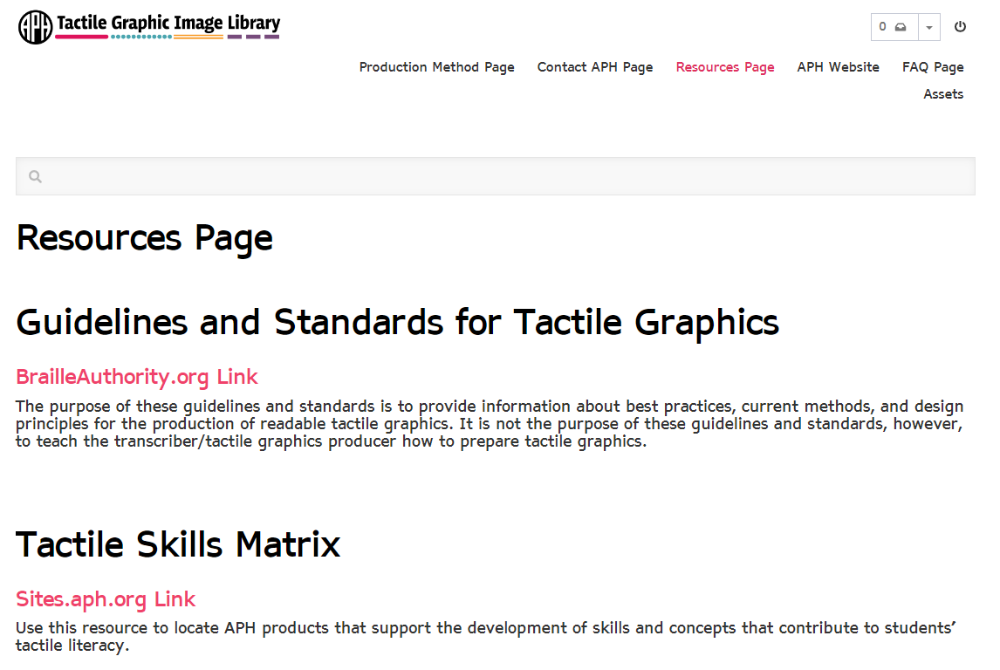 APH Tactile Graphic Image Library
0
Production Method Page Contact APH Page Resources Page APH Website FAQ Page
Assets
Resources Page
Guidelines and Standards for Tactile Graphics
BrailleAuthority.org Link
The purpose of these guidelines and standards is to provide information about best practices, current methods, and design
principles for the production of readable tactile graphics. It is not the purpose of these guidelines and standards, however,
to teach the transcriber/tactile graphics producer how to prepare tactile graphics.
Tactile Skills Matrix
Sites.aph.org Link
Use this resource to locate APH products that support the development of skills and concepts that contribute to students’
tactile literacy.